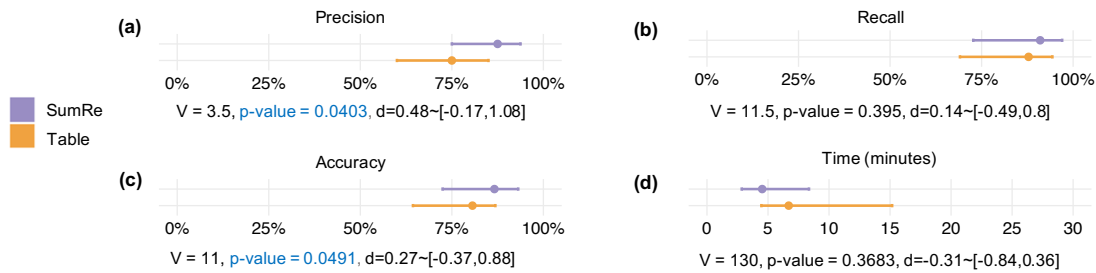 (a)
Precision
0% 25% 50% 75% 100%
V = 3.5, p-value = 0.0403, d=0.48~[-0.17,1.08]
(b)
Recall
0% 25% 50% 75% 100%
V = 11.5, p-value = 0.395, d=0.14~[-0.49,0.8]
SumRe
Table
(c)
Accuracy
0% 25% 50% 75% 100%
V = 11, p-value = 0.0491, d=0.27~[-0.37,0.88]
(d)
Time (minutes)
0 5 10 15 20 25 30
V = 130, p-value = 0.3683, d=-0.31~[-0.84,0.36]